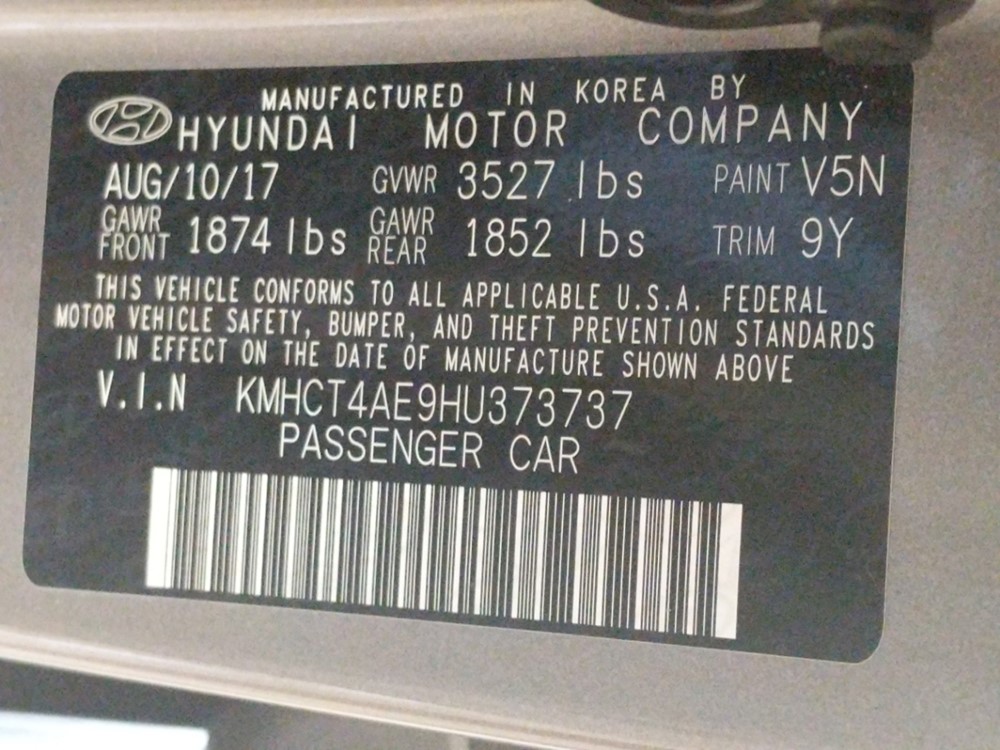 MANUFACTURED IN KOREA BY
HYUNDAI MOTOR COMPANY
AUG/10/17 GVWR 3527 lbs PAINT V5N
GAWR FRONT 1874 lbs GAWR REAR 1852 lbs TRIM 9Y
THIS VEHICLE CONFORMS TO ALL APPLICABLE U.S.A. FEDERAL
MOTOR VEHICLE SAFETY, BUMPER, AND THEFT PREVENTION STANDARDS
IN EFFECT ON THE DATE OF MANUFACTURE SHOWN ABOVE
V.I.N KMHCT4AE9HU373737
PASSENGER CAR